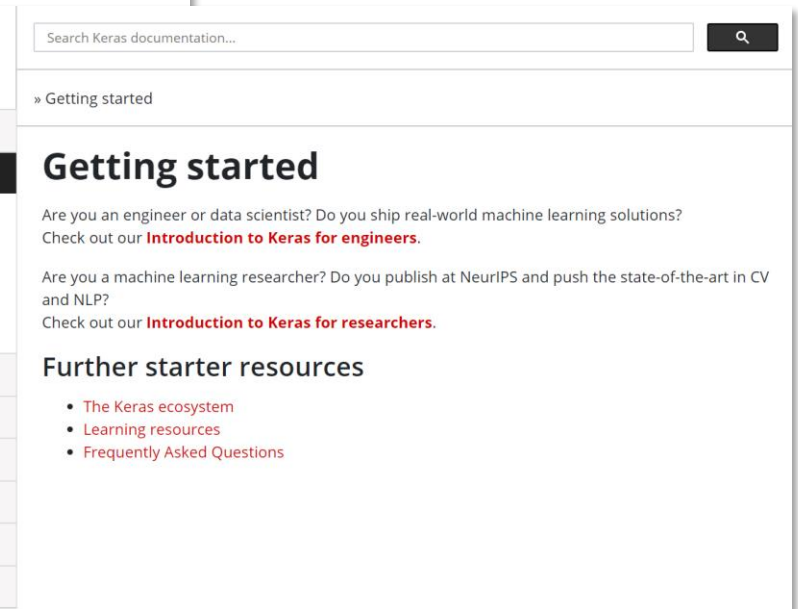 Search Keras documentation...
» Getting started
Getting started
Are you an engineer or data scientist? Do you ship real-world machine learning solutions?
Check out our Introduction to Keras for engineers.
Are you a machine learning researcher? Do you publish at NeurIPS and push the state-of-the-art in CV
and NLP?
Check out our Introduction to Keras for researchers.
Further starter resources
• The Keras ecosystem
• Learning resources
• Frequently Asked Questions